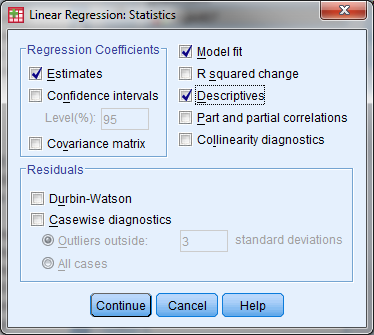 Linear Regression: Statistics
Regression Coefficients
Estimates
Confidence intervals
Level(%): 95
Covariance matrix
Model fit
R squared change
Descriptives
Part and partial correlations
Collinearity diagnostics
Residuals
Durbin-Watson
Casewise diagnostics
Outliers outside: 3 standard deviations
All cases
Continue Cancel Help